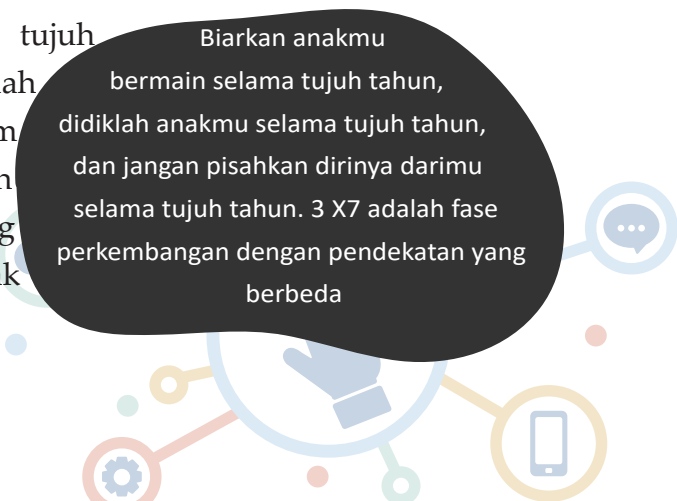 tujuh
Biarkan anakmu
bermain selama tujuh tahun,
didiklah anakmu selama tujuh tahun,
dan jangan pisahkan dirinya darimu
selama tujuh tahun. 3 X7 adalah fase
perkembangan dengan pendekatan yang
berbeda